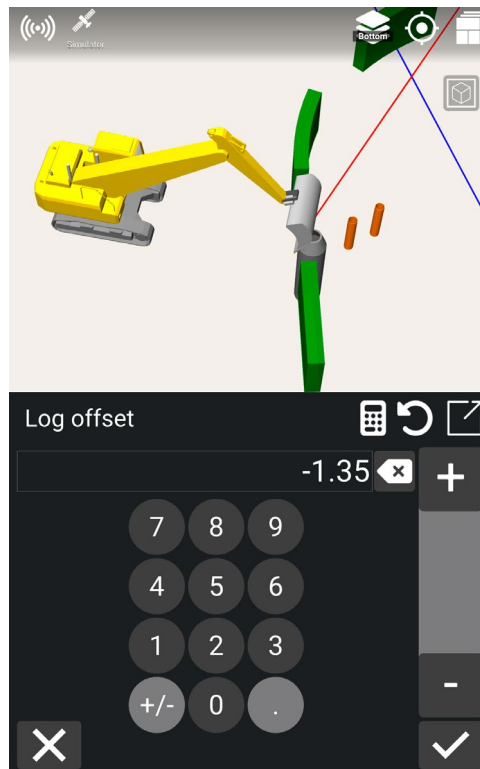 Simulator
Bottom
Log offset
-1.35
+
7 8 9
4 5 6
1 2 3
+/- 0 .
-